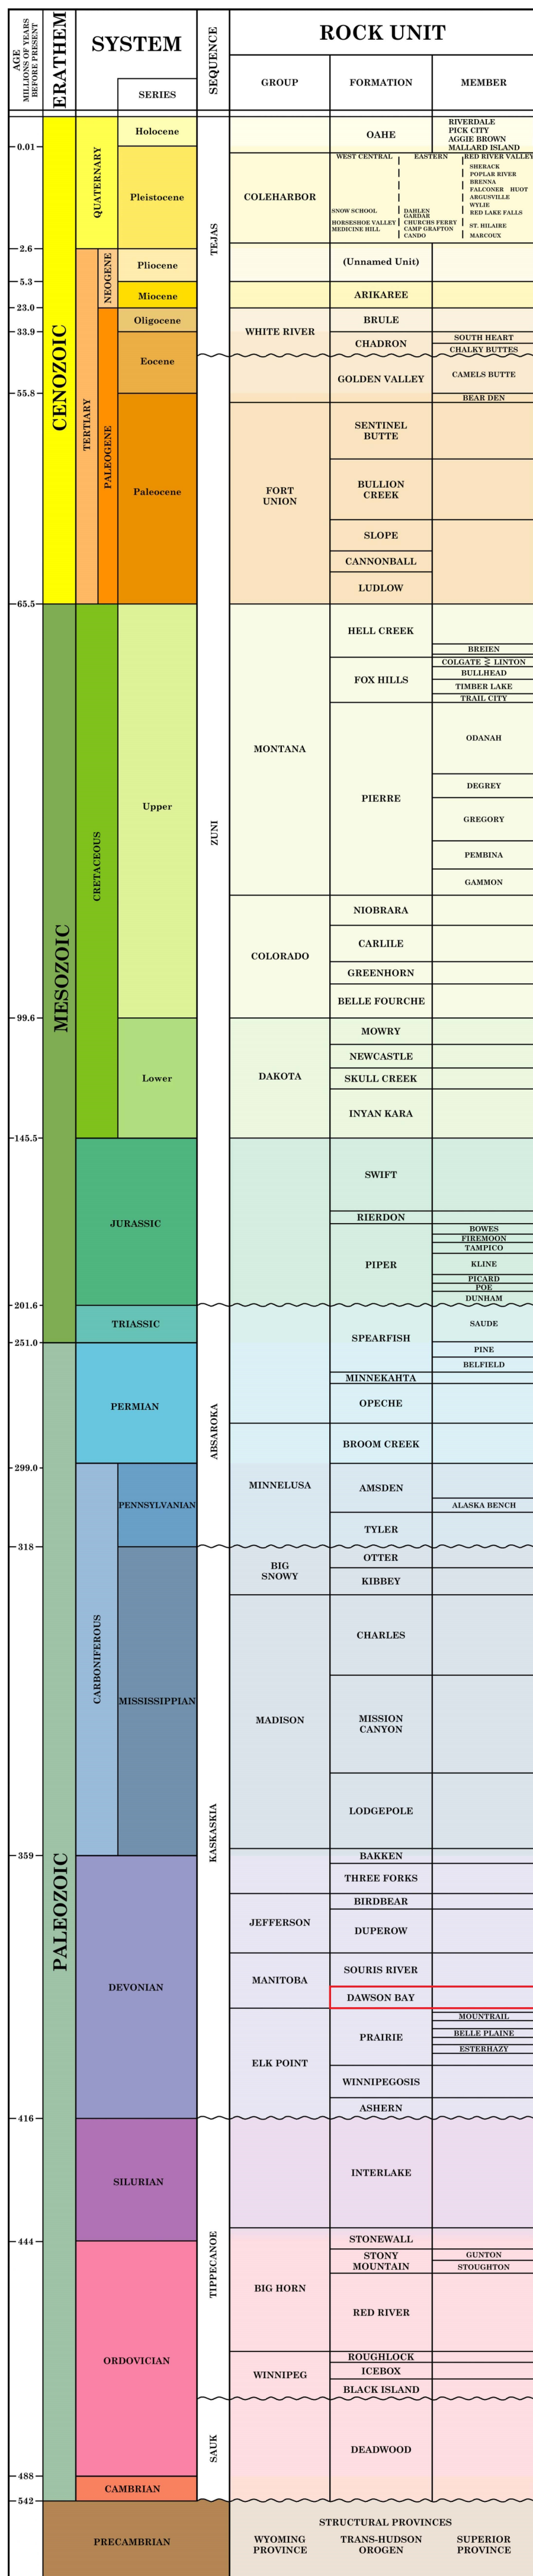 AGE
MILLIONS OF YEARS
BEFORE PRESENT
ERATHEM
SYSTEM
SERIES
SEQUENCE
ROCK UNIT
GROUP
FORMATION
MEMBER
0.01
2.6
5.3
23.0
33.9
55.8
65.5
99.6
145.5
201.6
251.0
299.0
318
359
416
444
488
542
CENOZOIC
MESOZOIC
PALEOZOIC
QUATERNARY
TERTIARY
NEOGENE
PALEOGENE
Holocene
Pleistocene
Pliocene
Miocene
Oligocene
Eocene
Paleocene
CRETACEOUS
Upper
Lower
JURASSIC
TRIASSIC
PERMIAN
CARBONIFEROUS
PENNSYLVANIAN
MISSISSIPPIAN
DEVONIAN
SILURIAN
ORDOVICIAN
CAMBRIAN
PRECAMBRIAN
TEJAS
ZUNI
ABSAROKA
KASKASKIA
TIPPECANOE
SAUK
COLEHARBOR
WHITE RIVER
FORT
UNION
MONTANA
COLORADO
DAKOTA
MINNELUSA
BIG
SNOWY
MADISON
JEFFERSON
MANITOBA
ELK POINT
BIG HORN
WINNIPEG
OAHE
WEST CENTRAL
EASTERN
RED RIVER VALLEY
SNOW SCHOOL
HORSESHOE VALLEY
MEDICINE HILL
DAHLEN
GARDAR
CHURCHS FERRY
CAMP GRAFTON
CANDO
SHERACK
POPLAR RIVER
BRENNA
FALCONER HUOT
ARGUSVILLE
WYLIE
RED LAKE FALLS
ST. HILAIRE
MARCOUX
(Unnamed Unit)
ARIKAREE
BRULE
CHADRON
GOLDEN VALLEY
SENTINEL
BUTTE
BULLION
CREEK
SLOPE
CANNONBALL
LUDLOW
HELL CREEK
FOX HILLS
PIERRE
NIOBRARA
CARLILE
GREENHORN
BELLE FOURCHE
MOWRY
NEWCASTLE
SKULL CREEK
INYAN KARA
SWIFT
RIERDON
PIPER
SPEARFISH
MINNEKAHTA
OPECHE
BROOM CREEK
AMSDEN
TYLER
OTTER
KIBBEY
CHARLES
MISSION
CANYON
LODGEPOLE
BAKKEN
THREE FORKS
BIRDBEAR
DUPEROW
SOURIS RIVER
DAWSON BAY
PRAIRIE
WINNIPEGOSIS
ASHERN
INTERLAKE
STONEWALL
STONY
MOUNTAIN
RED RIVER
ROUGHLOCK
ICEBOX
BLACK ISLAND
DEADWOOD
RIVERDALE
PICK CITY
AGGIE BROWN
MALLARD ISLAND
SOUTH HEART
CHALKY BUTTES
CAMELS BUTTE
BEAR DEN
BREIEN
COLGATE LINTON
BULLHEAD
TIMBER LAKE
TRAIL CITY
ODANAH
DEGREY
GREGORY
PEMBINA
GAMMON
BOWES
FIREMOON
TAMPICO
KLINE
PICARD
POE
DUNHAM
SAUDE
PINE
BELFIELD
ALASKA BENCH
MOUNTRAIL
BELLE PLAINE
ESTERHAZY
GUNTON
STOUGHTON
STRUCTURAL PROVINCES
WYOMING
PROVINCE
TRANS-HUDSON
OROGEN
SUPERIOR
PROVINCE